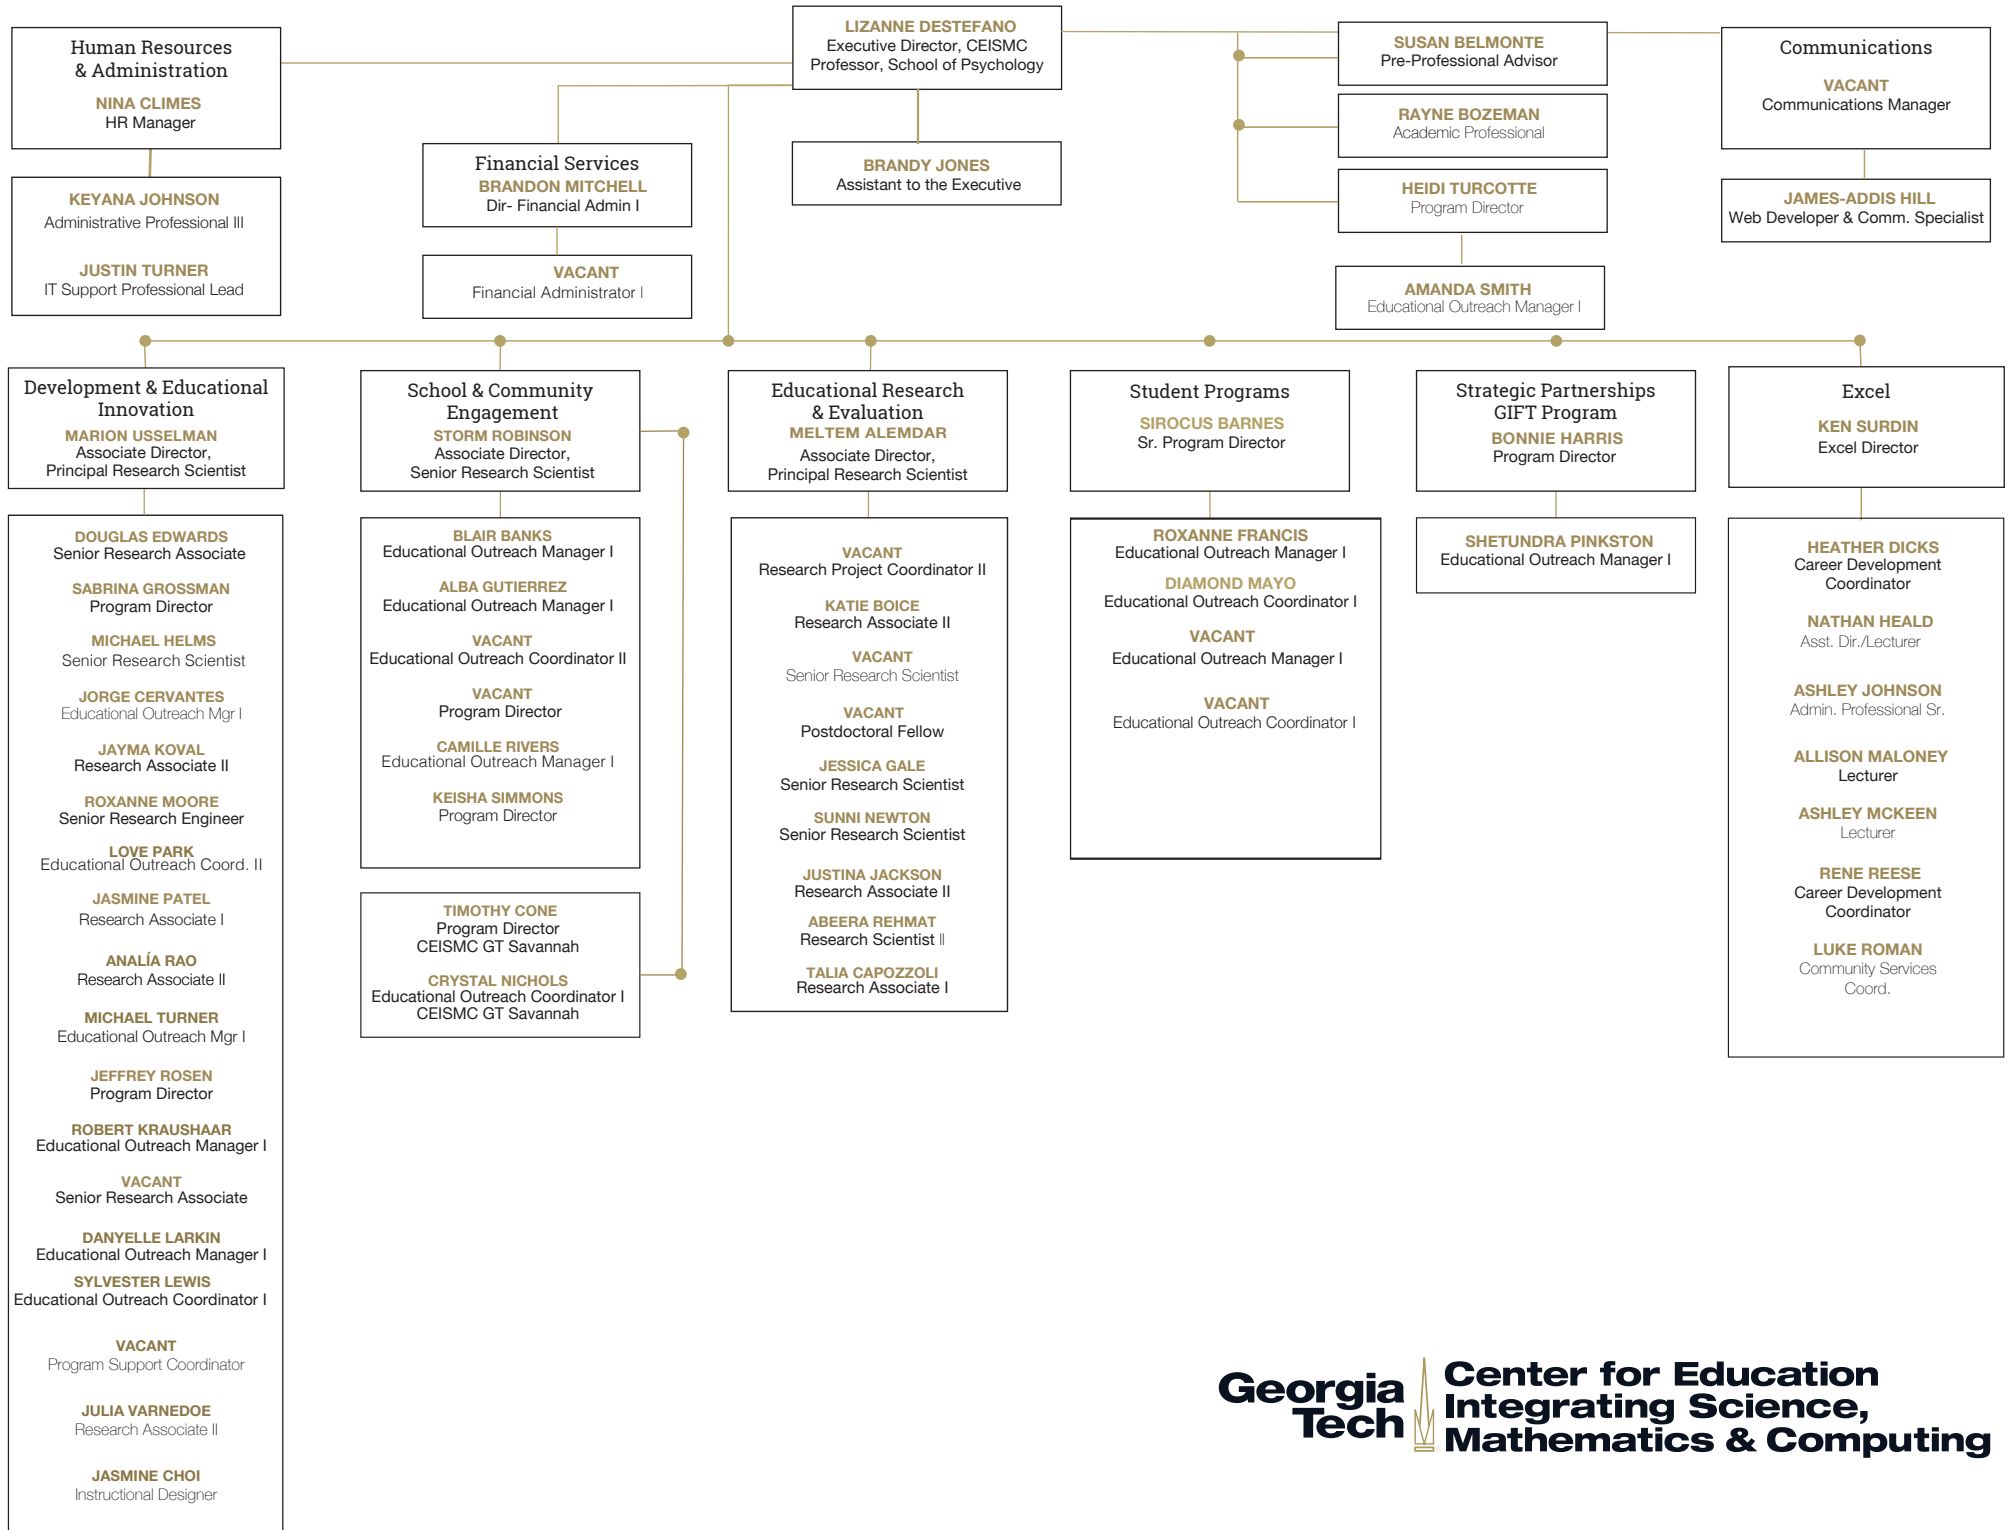 LIZANNE DESTEFANO
Executive Director, CEISMC
Professor, School of Psychology
Human Resources
& Administration
NINA CLIMES
HR Manager
KEYANA JOHNSON
Administrative Professional III
JUSTIN TURNER
IT Support Professional Lead
Financial Services
BRANDON MITCHELL
Dir- Financial Admin I
VACANT
Financial Administrator I
BRANDY JONES
Assistant to the Executive
SUSAN BELMONTE
Pre-Professional Advisor
RAYNE BOZEMAN
Academic Professional
HEIDI TURCOTTE
Program Director
AMANDA SMITH
Educational Outreach Manager I
Communications
VACANT
Communications Manager
JAMES-ADDIS HILL
Web Developer & Comm. Specialist
Development & Educational
Innovation
MARION USSELMAN
Associate Director,
Principal Research Scientist
DOUGLAS EDWARDS
Senior Research Associate
SABRINA GROSSMAN
Program Director
MICHAEL HELMS
Senior Research Scientist
JORGE CERVANTES
Educational Outreach Mgr I
JAYMA KOVAL
Research Associate II
ROXANNE MOORE
Senior Research Engineer
LOVE PARK
Educational Outreach Coord. II
JASMINE PATEL
Research Associate I
ANALÍA RAO
Research Associate II
MICHAEL TURNER
Educational Outreach Mgr I
JEFFREY ROSEN
Program Director
ROBERT KRAUSHAAR
Educational Outreach Manager I
VACANT
Senior Research Associate
DANYELLE LARKIN
Educational Outreach Manager I
SYLVESTER LEWIS
Educational Outreach Coordinator I
VACANT
Program Support Coordinator
JULIA VARNEDOE
Research Associate II
JASMINE CHOI
Instructional Designer
School & Community
Engagement
STORM ROBINSON
Associate Director,
Senior Research Scientist
BLAIR BANKS
Educational Outreach Manager I
ALBA GUTIERREZ
Educational Outreach Manager I
VACANT
Educational Outreach Coordinator II
VACANT
Program Director
CAMILLE RIVERS
Educational Outreach Manager I
KEISHA SIMMONS
Program Director
TIMOTHY CONE
Program Director
CEISMC GT Savannah
CRYSTAL NICHOLS
Educational Outreach Coordinator I
CEISMC GT Savannah
Educational Research
& Evaluation
MELTEM ALEMDAR
Associate Director,
Principal Research Scientist
VACANT
Research Project Coordinator II
KATIE BOICE
Research Associate II
VACANT
Senior Research Scientist
VACANT
Postdoctoral Fellow
JESSICA GALE
Senior Research Scientist
SUNNI NEWTON
Senior Research Scientist
JUSTINA JACKSON
Research Associate II
ABEERA REHMAT
Research Scientist II
TALIA CAPOZZOLI
Research Associate I
Student Programs
SIROCUS BARNES
Sr. Program Director
ROXANNE FRANCIS
Educational Outreach Manager I
DIAMOND MAYO
Educational Outreach Coordinator I
VACANT
Educational Outreach Manager I
VACANT
Educational Outreach Coordinator I
Strategic Partnerships
GIFT Program
BONNIE HARRIS
Program Director
SHETUNDRA PINKSTON
Educational Outreach Manager I
Excel
KEN SURDIN
Excel Director
HEATHER DICKS
Career Development
Coordinator
NATHAN HEALD
Asst. Dir./Lecturer
ASHLEY JOHNSON
Admin. Professional Sr.
ALLISON MALONEY
Lecturer
ASHLEY MCKEEN
Lecturer
RENE REESE
Career Development
Coordinator
LUKE ROMAN
Community Services
Coord.
Georgia
Tech
Center for Education
Integrating Science,
Mathematics & Computing